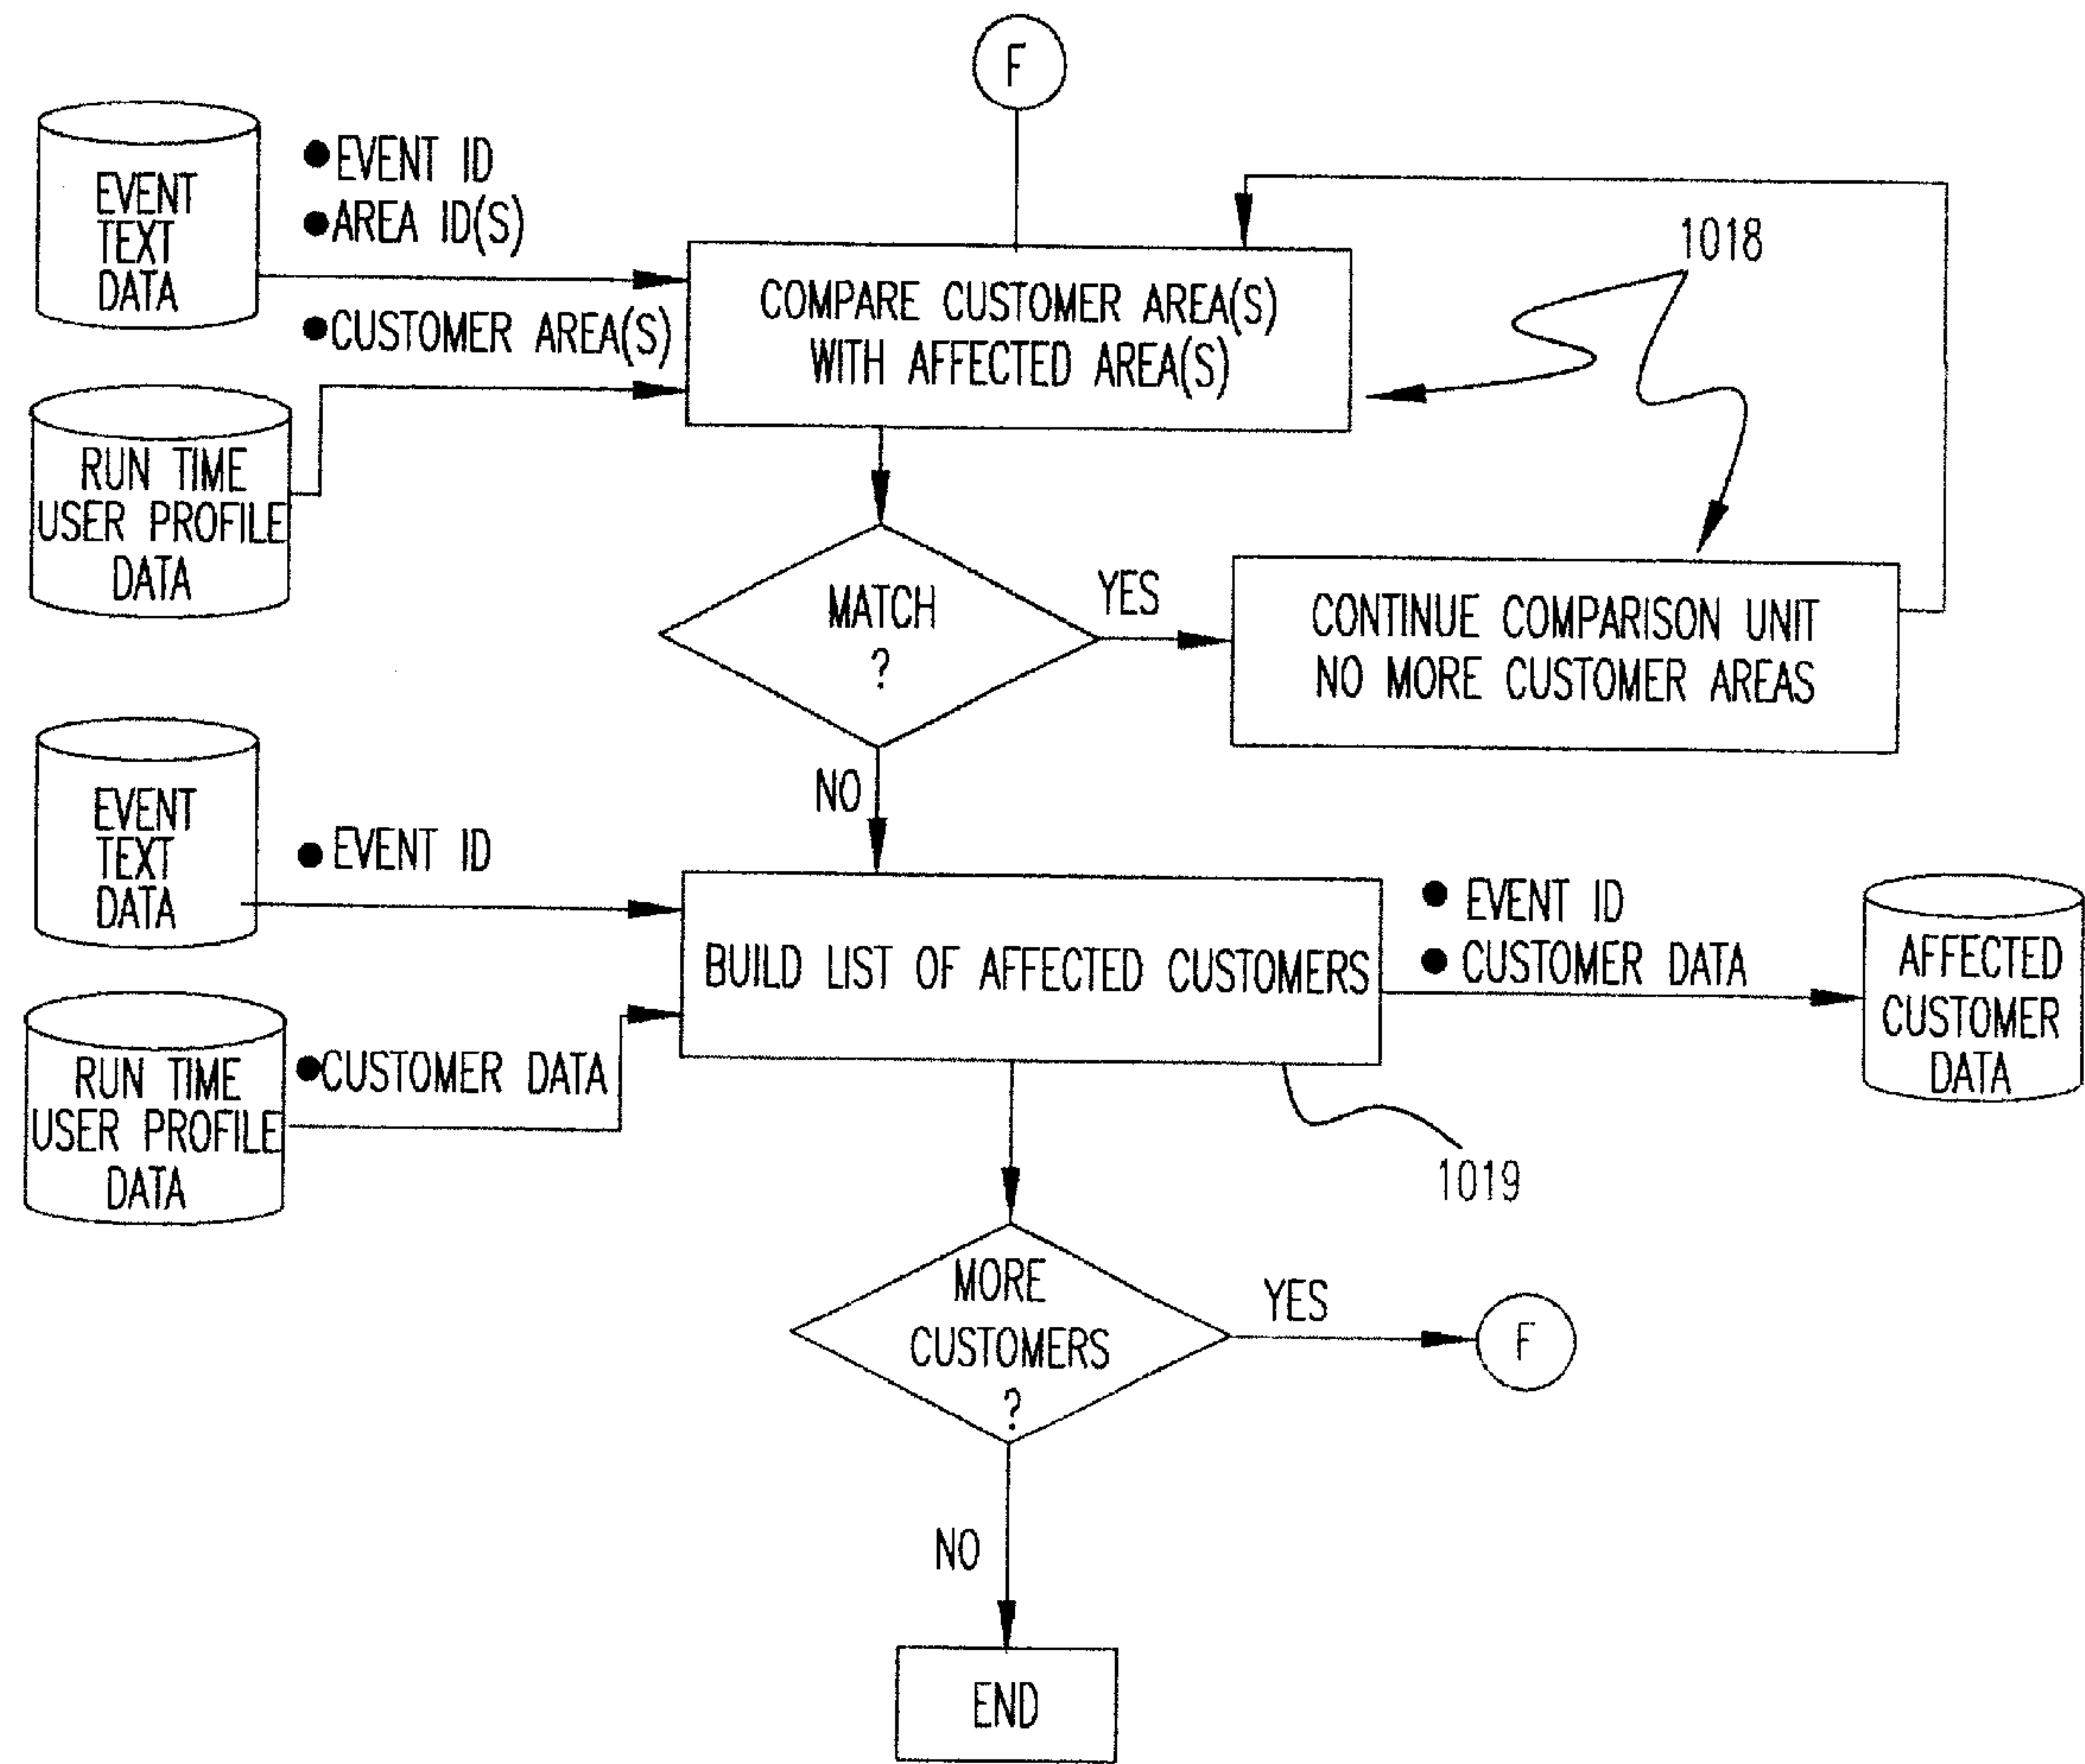 F
EVENT
TEXT
DATA
● EVENT ID
● AREA ID(S)
● CUSTOMER AREA(S)
COMPARE CUSTOMER AREA(S)
WITH AFFECTED AREA(S)
1018
RUN TIME
USER PROFILE
DATA
MATCH
?
YES
CONTINUE COMPARISON UNIT
NO MORE CUSTOMER AREAS
NO
EVENT
TEXT
DATA
● EVENT ID
BUILD LIST OF AFFECTED CUSTOMERS
● EVENT ID
● CUSTOMER DATA
AFFECTED
CUSTOMER
DATA
RUN TIME
USER PROFILE
DATA
● CUSTOMER DATA
1019
MORE
CUSTOMERS
?
YES
F
NO
END